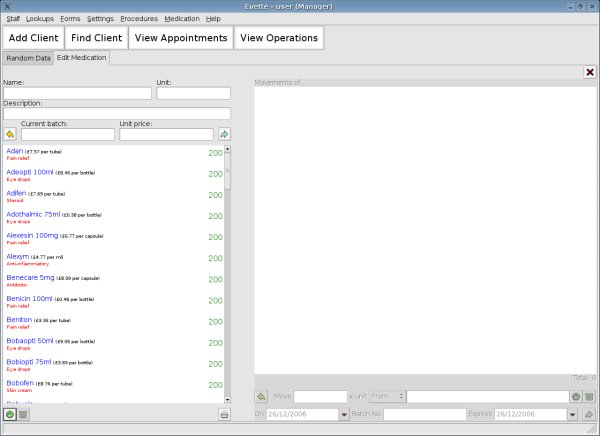 Evette - user (Manager)
Staff Lookups Forms Settings Procedures Medication Help
Add Client Find Client View Appointments View Operations
Random Data Edit Medication
Name: Unit:
Description:
Current batch: Unit price:
Adan (£7.57 per tube) 200
Pain relief
Adeopti 100ml (£8.46 per bottle) 200
Eye drops
Adifen (£7.69 per tube) 200
Steroid
Adothalmic 75ml (£0.38 per bottle) 200
Eye drops
Alexesin 100mg (£6.77 per capsule) 200
Pain relief
Alexym (£4.77 per ml) 200
Anti-inflammatory
Benecare 5mg (£8.99 per capsule) 200
Antibiotic
Benicin 100ml (£0.48 per bottle) 200
Pain relief
Beniton (£3.36 per tube) 200
Pain relief
Bobaopti 50ml (£9.06 per bottle) 200
Eye drops
Bobiopti 75ml (£3.83 per bottle) 200
Eye drops
Bobofen (£8.76 per tube) 200
Skin cream
Movements of
Total: 0
Move x unit From
On 26/12/2006 Batch No Expires 26/12/2006